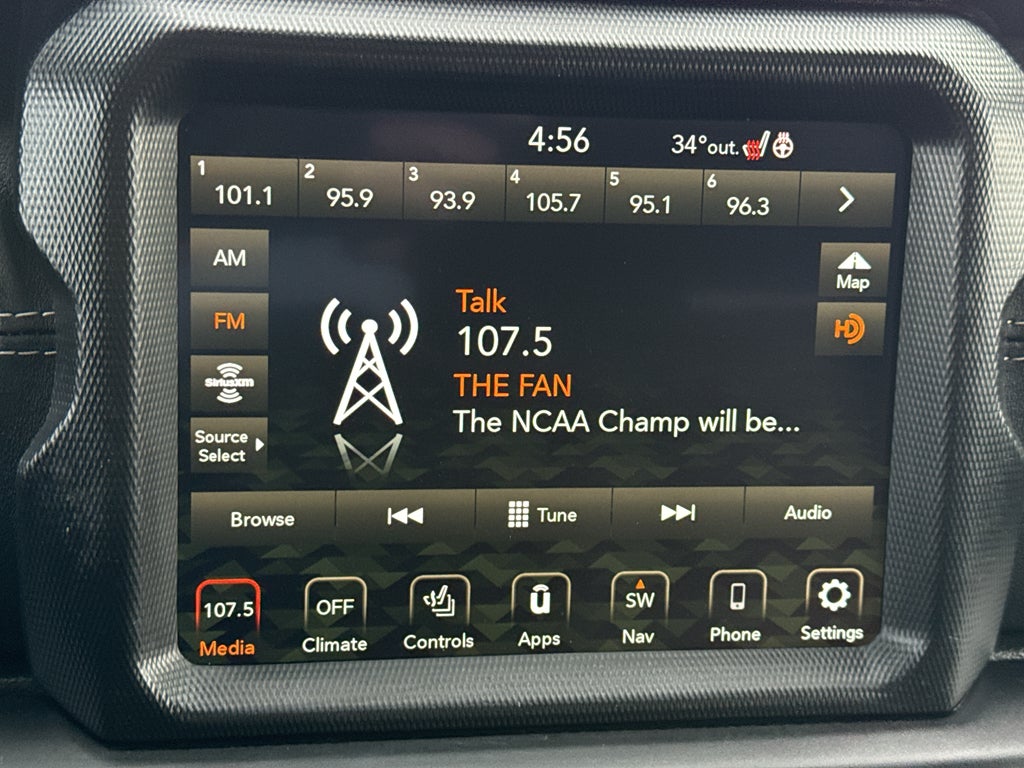 4:56 34°out.
1 101.1 2 95.9 3 93.9 4 105.7 5 95.1 6 96.3
AM
Map
Talk
FM
107.5
HD
THE FAN
SiriusXM
The NCAA Champ will be...
Source
Select
Browse Tune Audio
107.5 OFF û SW
Media Climate Controls Apps Nav Phone Settings